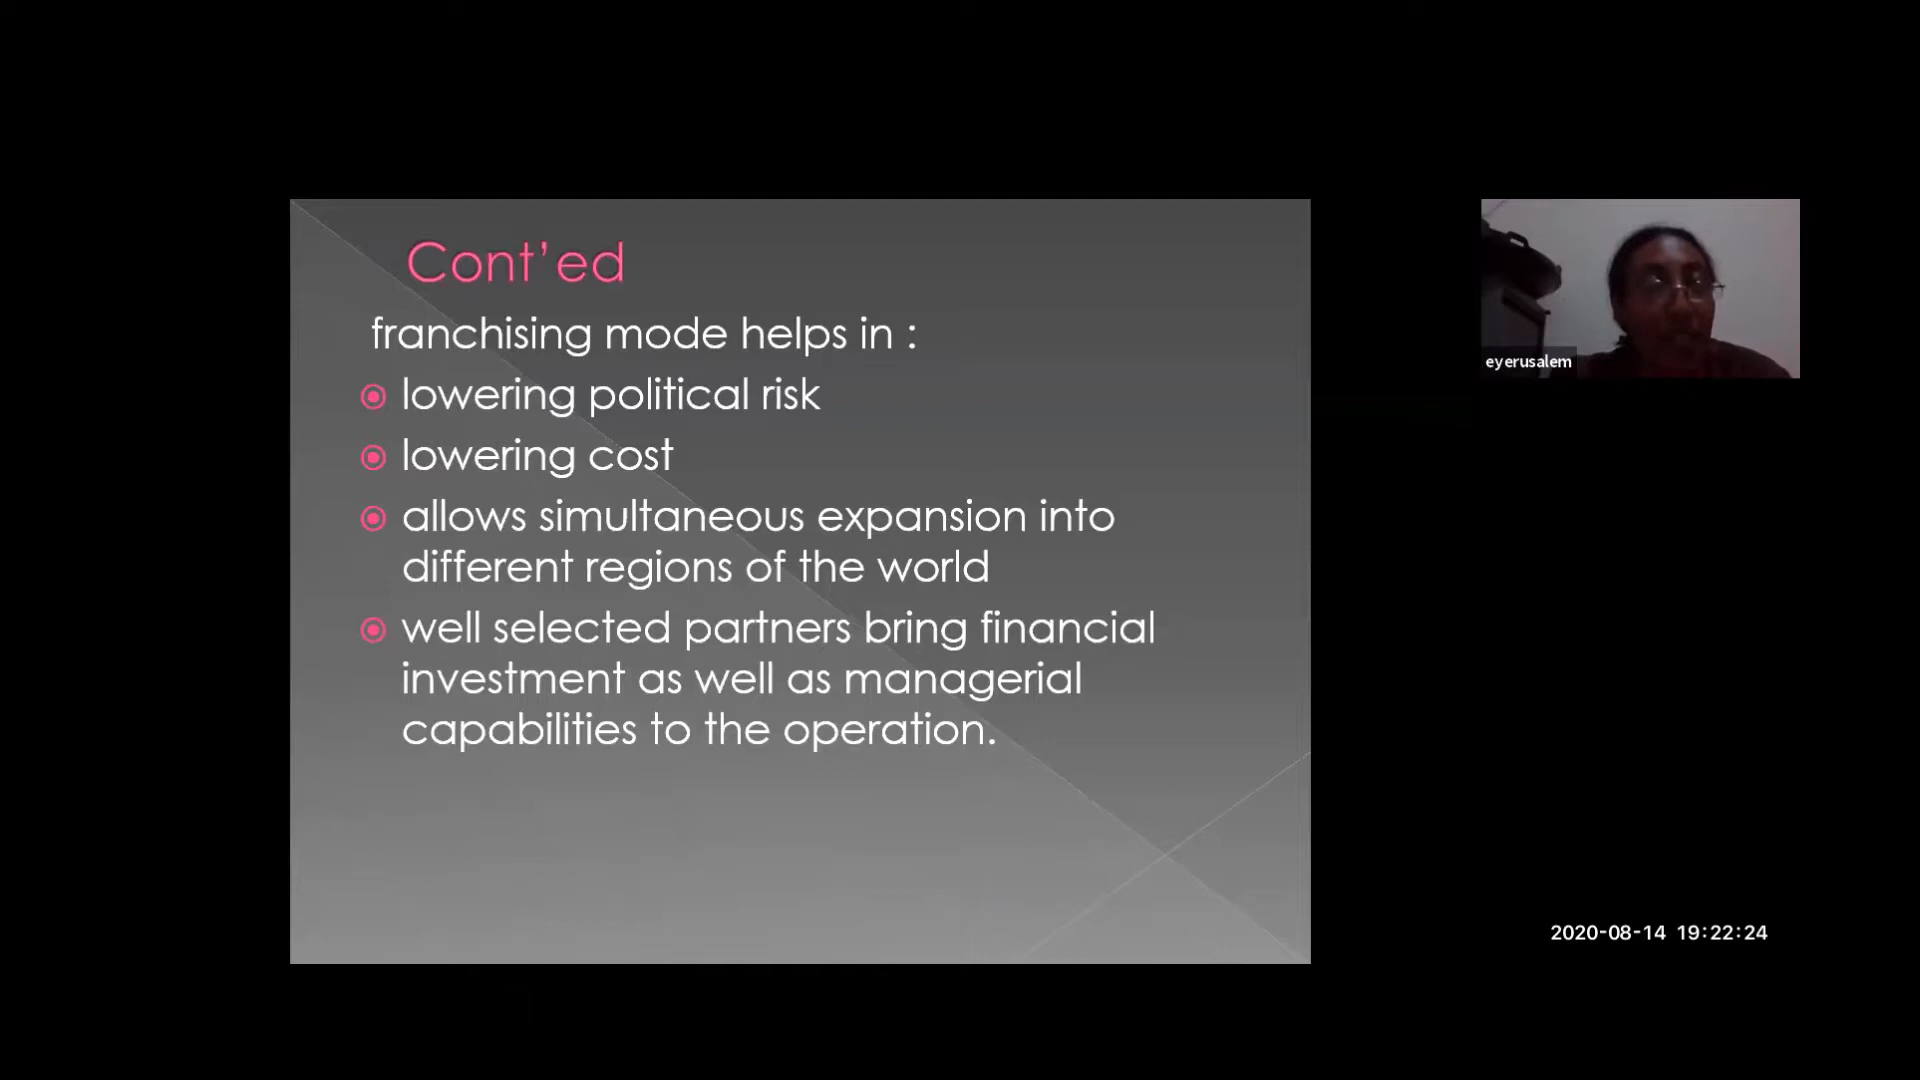 Cont’ed
franchising mode helps in :
lowering political risk
lowering cost
allows simultaneous expansion into
different regions of the world
well selected partners bring financial
investment as well as managerial
capabilities to the operation.
eyerusalem
2020-08-14 19:22:24